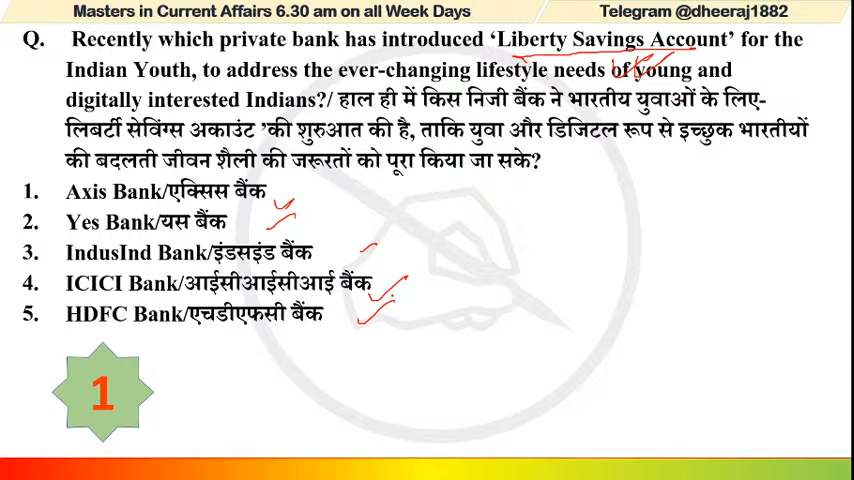 Masters in Current Affairs 6.30 am on all Week Days
Telegram @dheeraj1882
Q. Recently which private bank has introduced ‘Liberty Savings Account’ for the
Indian Youth, to address the ever-changing lifestyle needs of young and
digitally interested Indians?/ हाल ही में किस निजी बैंक ने भारतीय युवाओं के लिए-
लिबर्टी सेविंग्स अकाउंट ’की शुरुआत की है, ताकि युवा और डिजिटल रूप से इच्छुक भारतीयों
की बदलती जीवन शैली की जरूरतों को पूरा किया जा सके?
1. Axis Bank/एक्सिस बैंक
2. Yes Bank/यस बैंक
3. IndusInd Bank/इंडसइंड बैंक
4. ICICI Bank/आईसीआईसीआई बैंक
5. HDFC Bank/एचडीएफसी बैंक
1